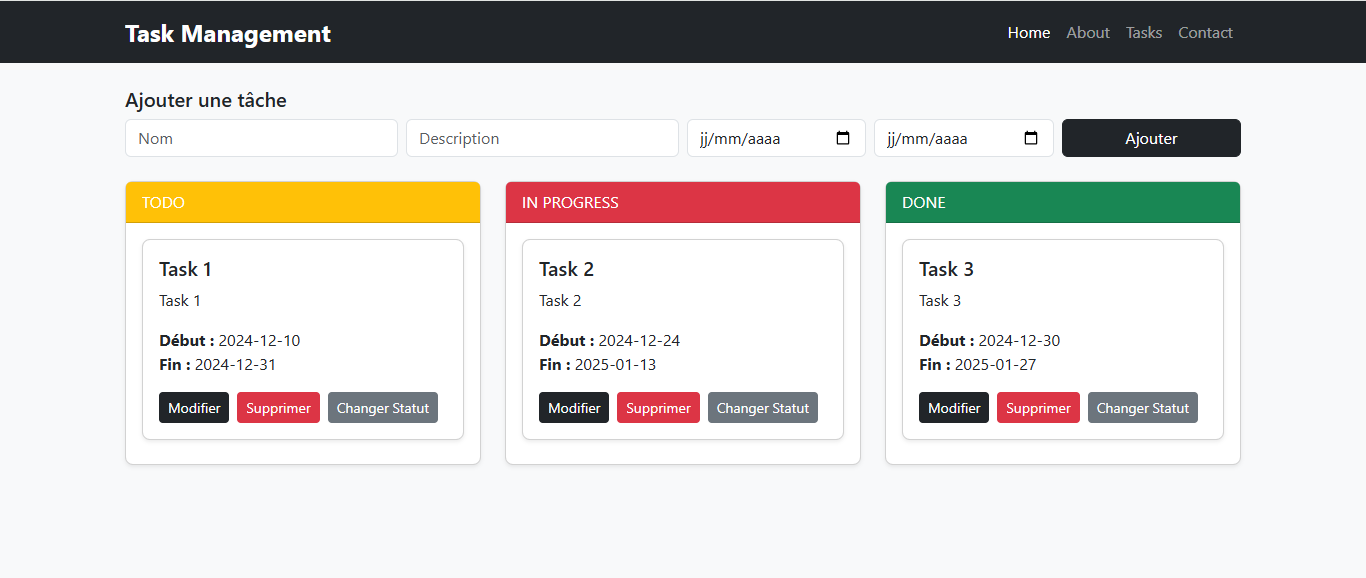 Task Management
Home About Tasks Contact
Ajouter une tâche
Nom
Description
jj/mm/aaaa
jj/mm/aaaa
Ajouter
TODO
Task 1
Task 1
Début : 2024-12-10
Fin : 2024-12-31
Modifier Supprimer Changer Statut
IN PROGRESS
Task 2
Task 2
Début : 2024-12-24
Fin : 2025-01-13
Modifier Supprimer Changer Statut
DONE
Task 3
Task 3
Début : 2024-12-30
Fin : 2025-01-27
Modifier Supprimer Changer Statut